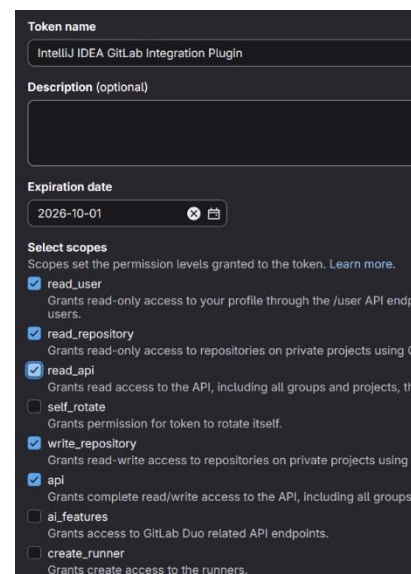 Token name
IntelliJ IDEA GitLab Integration Plugin
Description (optional)
Expiration date
2026-10-01
Select scopes
Scopes set the permission levels granted to the token. Learn more.
read_user
Grants read-only access to your profile through the /user API
users.
read_repository
Grants read-only access to repositories on private projects using
read_api
Grants read access to the API, including all groups and projects,
self_rotate
Grants permission for token to rotate itself.
write_repository
Grants read-write access to repositories on private projects using
api
Grants complete read/write access to the API, including all groups
ai_features
Grants access to GitLab Duo related API endpoints.
create_runner
Grants create access to the runners.